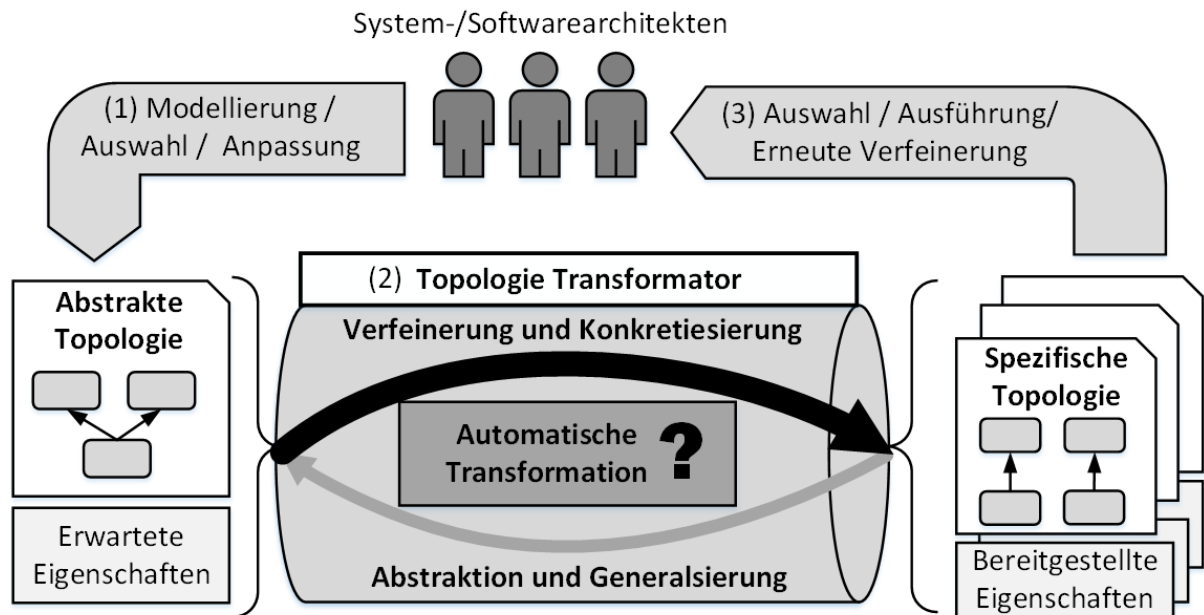 System-/Softwarearchitekten
(1) Modellierung /
Auswahl / Anpassung
(3) Auswahl / Ausführung/
Erneute Verfeinerung
(2) Topologie Transformator
Abstrakte
Topologie
Erwartete
Eigenschaften
Verfeinerung und Konkretiesierung
Automatische
Transformation ?
Abstraktion und Generalsierung
Spezifische
Topologie
Bereitgestellte
Eigenschaften